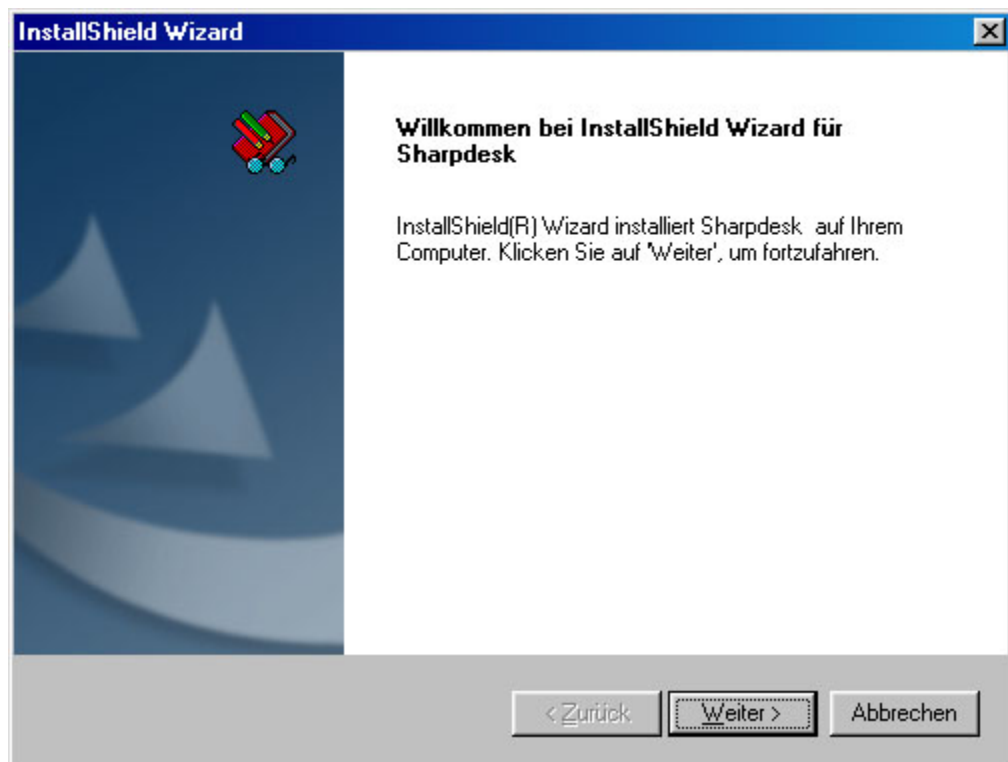 InstallShield Wizard
Willkommen bei InstallShield Wizard für
Sharpdesk
InstallShield(R) Wizard installiert Sharpdesk  auf Ihrem
Computer. Klicken Sie auf 'Weiter', um fortzufahren.
< Zurück
Weiter >
Abbrechen